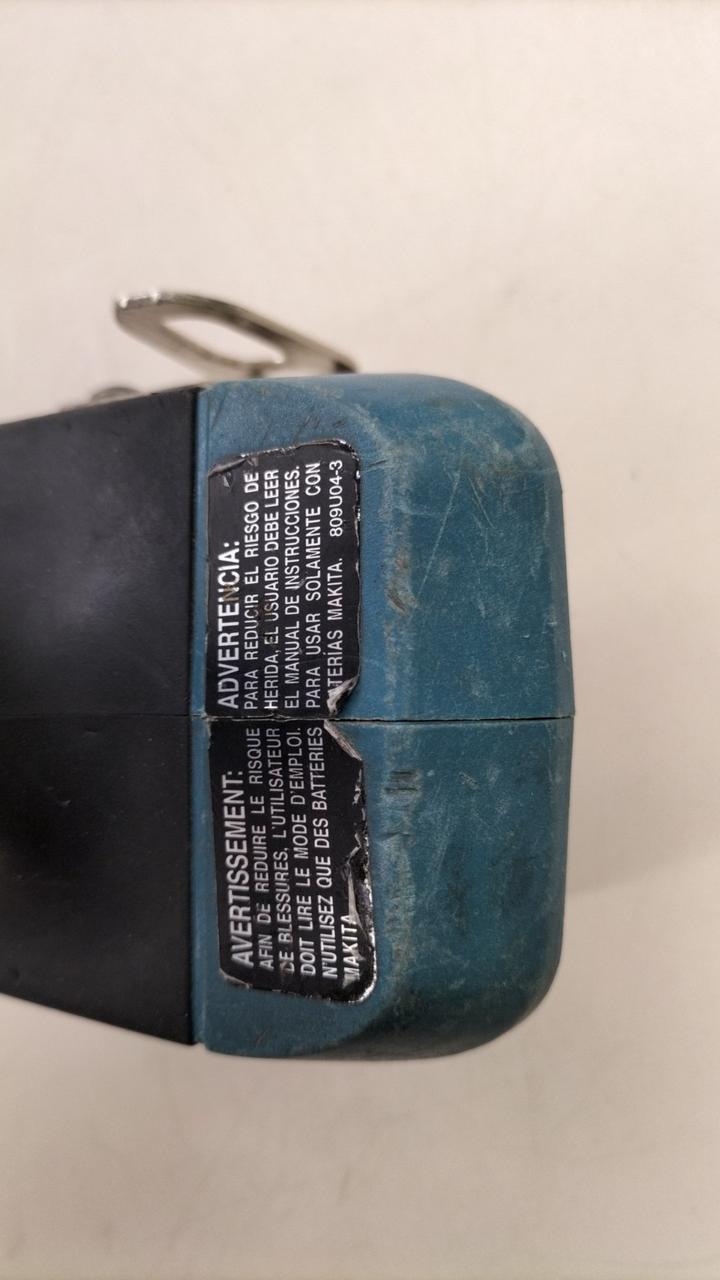 AVERTISSEMENT:
AFIN DE REDUIRE LE RISQUE
DE BLESSURES, L'UTILISATEUR
DOIT LIRE LE MODE D'EMPLOI.
N'UTILISEZ QUE DES BATTERIES
MAKITA
ADVERTENCIA:
PARA REDUCIR EL RIESGO DE
HERIDA, EL USUARIO DEBE LEER
EL MANUAL DE INSTRUCCIONES.
PARA USAR SOLAMENTE CON
TERÍAS MAKITA. 809U04-3